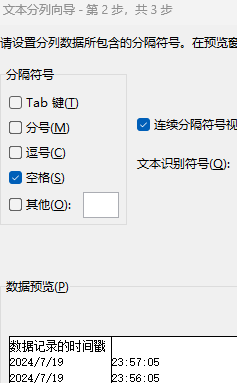 文本分列向导 - 第 2 步，共 3 步
请设置分列数据所包含的分隔符号。在预览窗
分隔符号
Tab 键(T)
分号(M)
连续分隔符号视
逗号(C)
文本识别符号(Q):
空格(S)
其他(O):
数据预览(P)
数据记录的时间戳
2024/7/19 23:57:05
2024/7/19 23:56:05